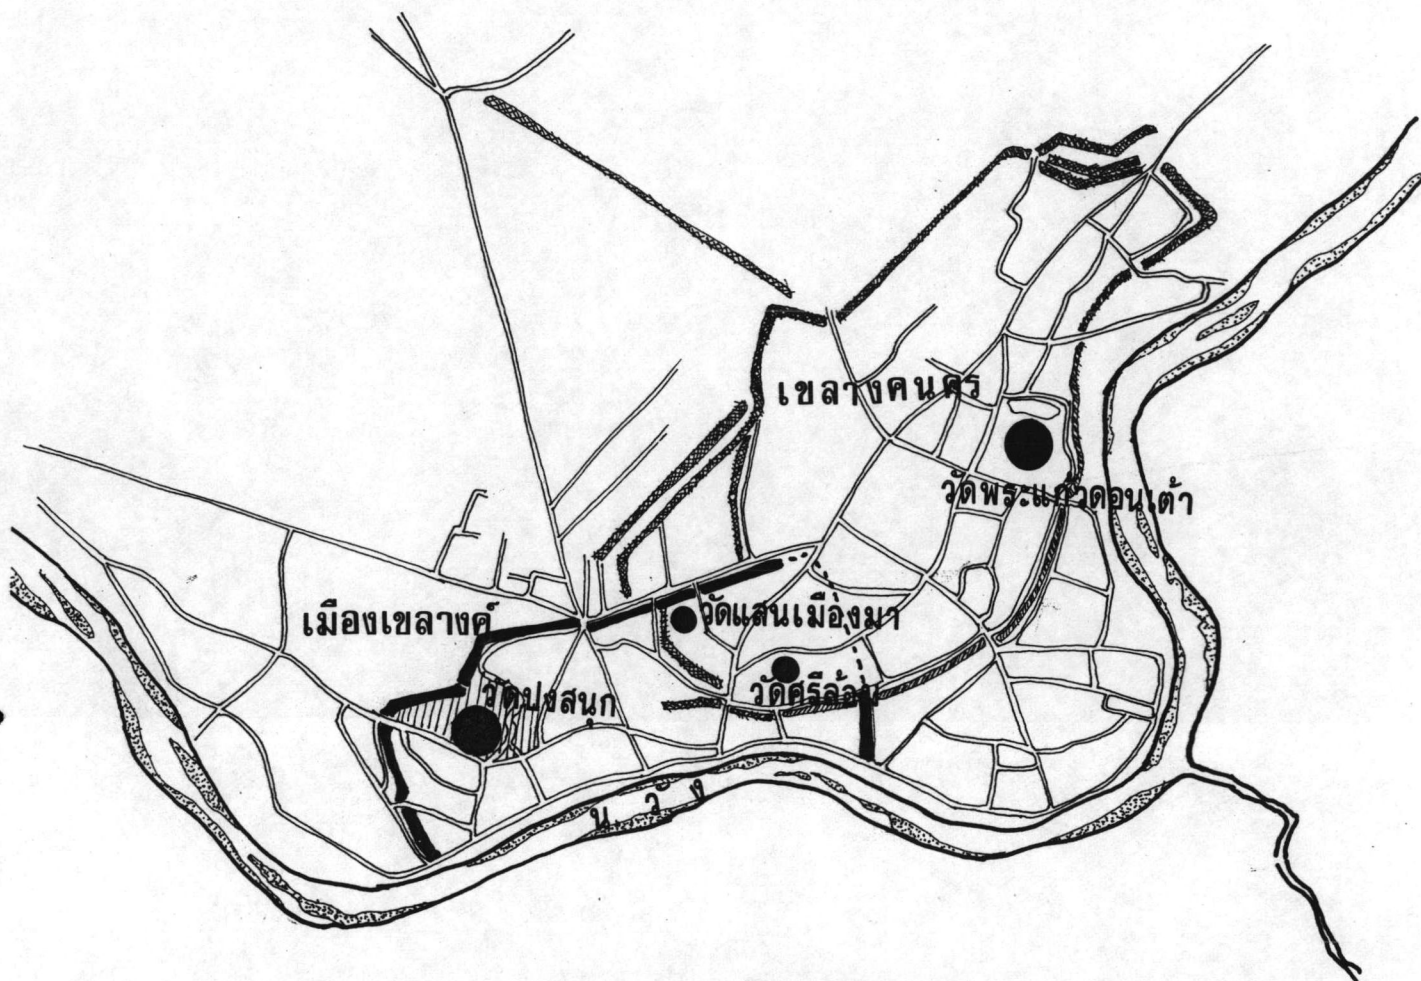 เขลางคนคร
วัดพระแก้วดอนเต้า
เมืองเขลางค์
วัดแสนเมืองมา
วัดปงสนุก
วัดศรีล้อม
น. วัง